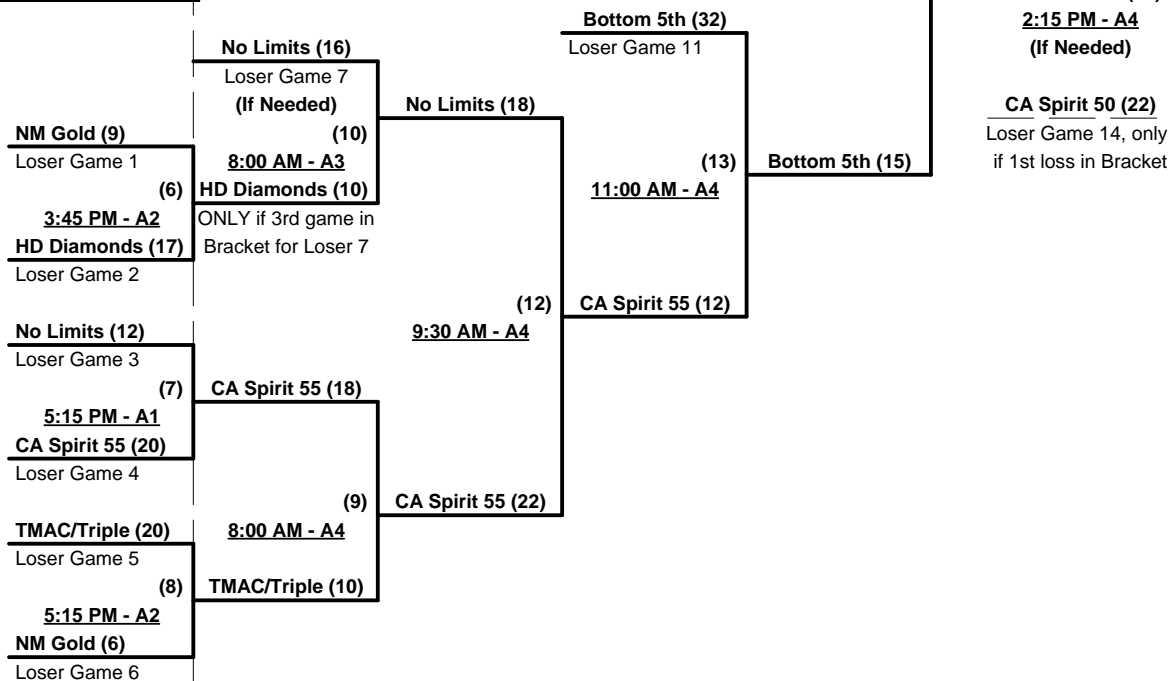 Bottom 5th (32)
Loser Game 11
2:15 PM - A4
(If Needed)
No Limits (16)
Loser Game 7
(If Needed)
(10)
8:00 AM - A3
HD Diamonds (10)
ONLY if 3rd game in
Bracket for Loser 7
No Limits (18)
CA Spirit 50 (22)
Loser Game 14, only
if 1st loss in Bracket
NM Gold (9)
Loser Game 1
(6)
3:45 PM - A2
HD Diamonds (17)
Loser Game 2
(13)
11:00 AM - A4
Bottom 5th (15)
(12)
9:30 AM - A4
CA Spirit 55 (12)
No Limits (12)
Loser Game 3
(7)
5:15 PM - A1
CA Spirit 55 (20)
Loser Game 4
CA Spirit 55 (18)
(9)
8:00 AM - A4
CA Spirit 55 (22)
TMAC/Triple (20)
Loser Game 5
(8)
5:15 PM - A2
NM Gold (6)
Loser Game 6
TMAC/Triple (10)